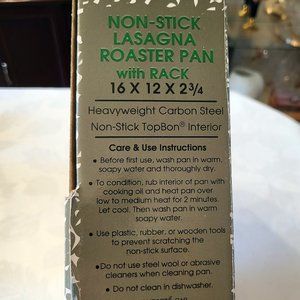 NON-STICK
LASAGNA
ROASTER PAN
with RACK
16 X 12 X 2 3/4
Heavyweight Carbon Steel
Non-Stick TopBon® Interior
Care & Use Instructions
• Before first use, wash pan in warm,
soapy water and thoroughly dry.
• To condition, rub interior of pan with
cooking oil and heat pan over
low to medium heat for 2 minutes.
Let cool. Then wash pan in warm
soapy water.
• Use plastic, rubber, or wooden tools
to prevent scratching the
non-stick surface.
• Do not use steel wool or abrasive
cleaners when cleaning pan.
• Do not clean in dishwasher.